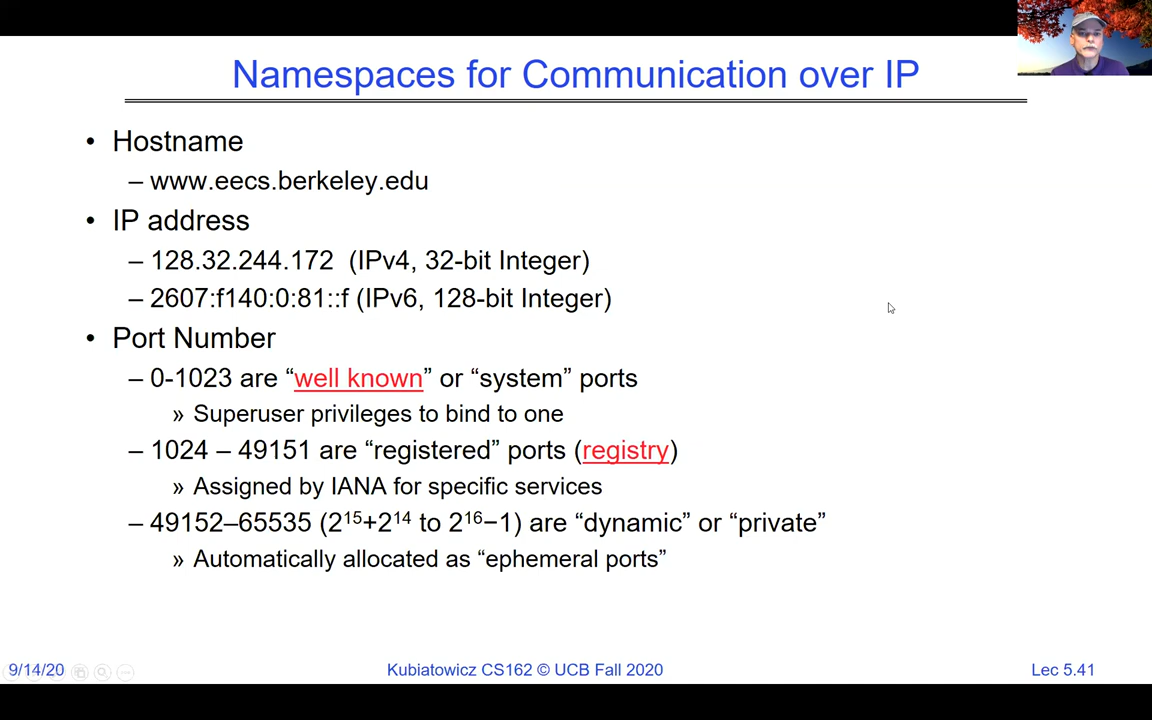 Namespaces for Communication over IP
• Hostname
– www.eecs.berkeley.edu
• IP address
– 128.32.244.172 (IPv4, 32-bit Integer)
– 2607:f140:0:81::f (IPv6, 128-bit Integer)
• Port Number
– 0-1023 are “well known” or “system” ports
» Superuser privileges to bind to one
– 1024 – 49151 are “registered” ports (registry)
» Assigned by IANA for specific services
– 49152–65535 (2¹⁵+2¹⁴ to 2¹⁶−1) are “dynamic” or “private”
» Automatically allocated as “ephemeral ports”
9/14/20
Kubiatowicz CS162 © UCB Fall 2020
Lec 5.41